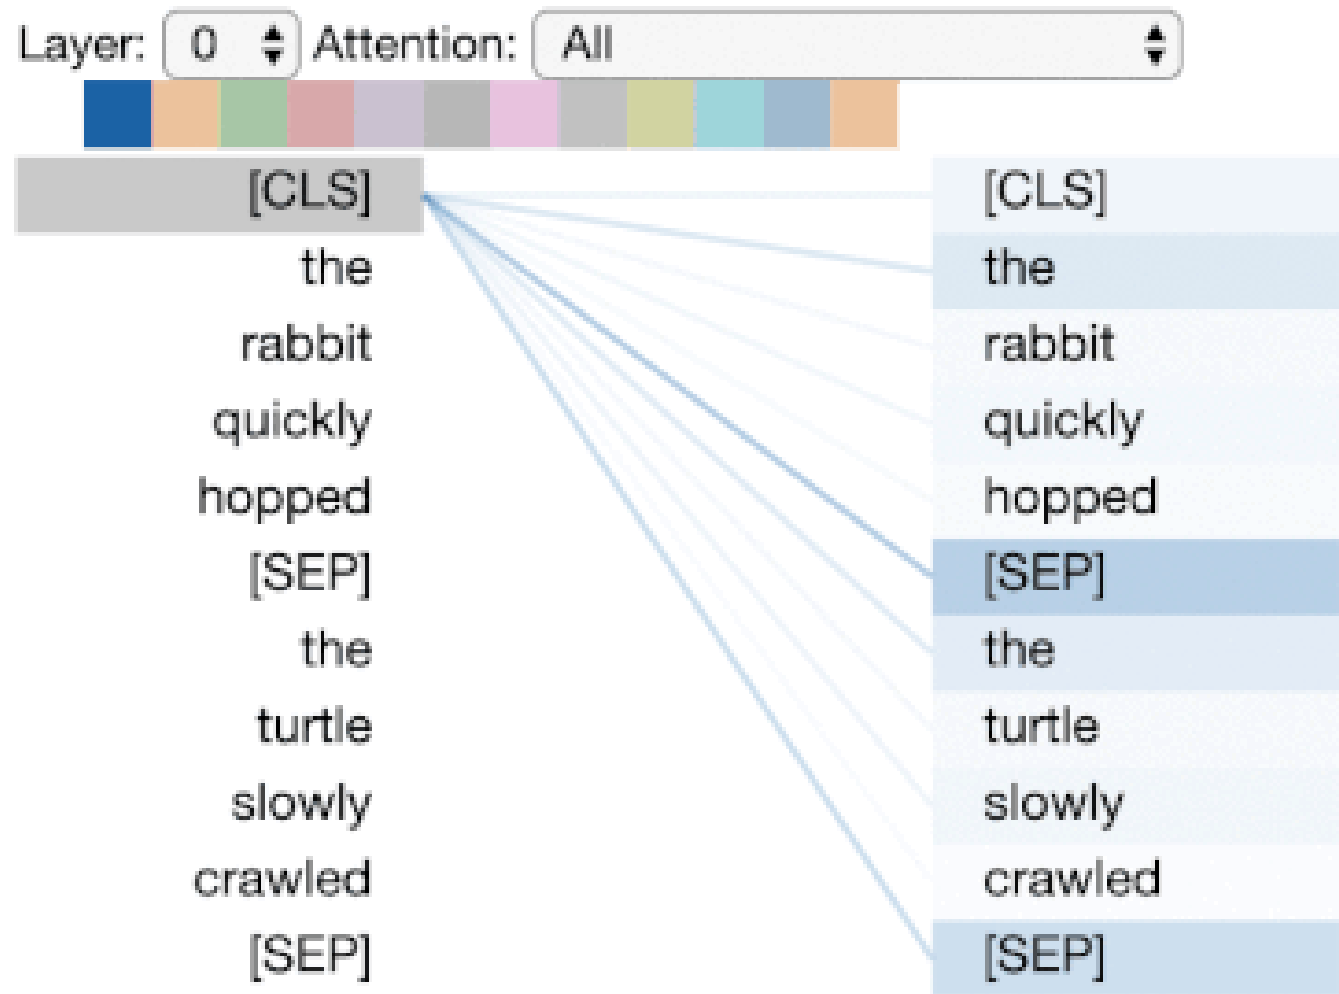 Layer: 0 Attention: All
[CLS] [CLS]
the the
rabbit rabbit
quickly quickly
hopped hopped
[SEP] [SEP]
the the
turtle turtle
slowly slowly
crawled crawled
[SEP] [SEP]